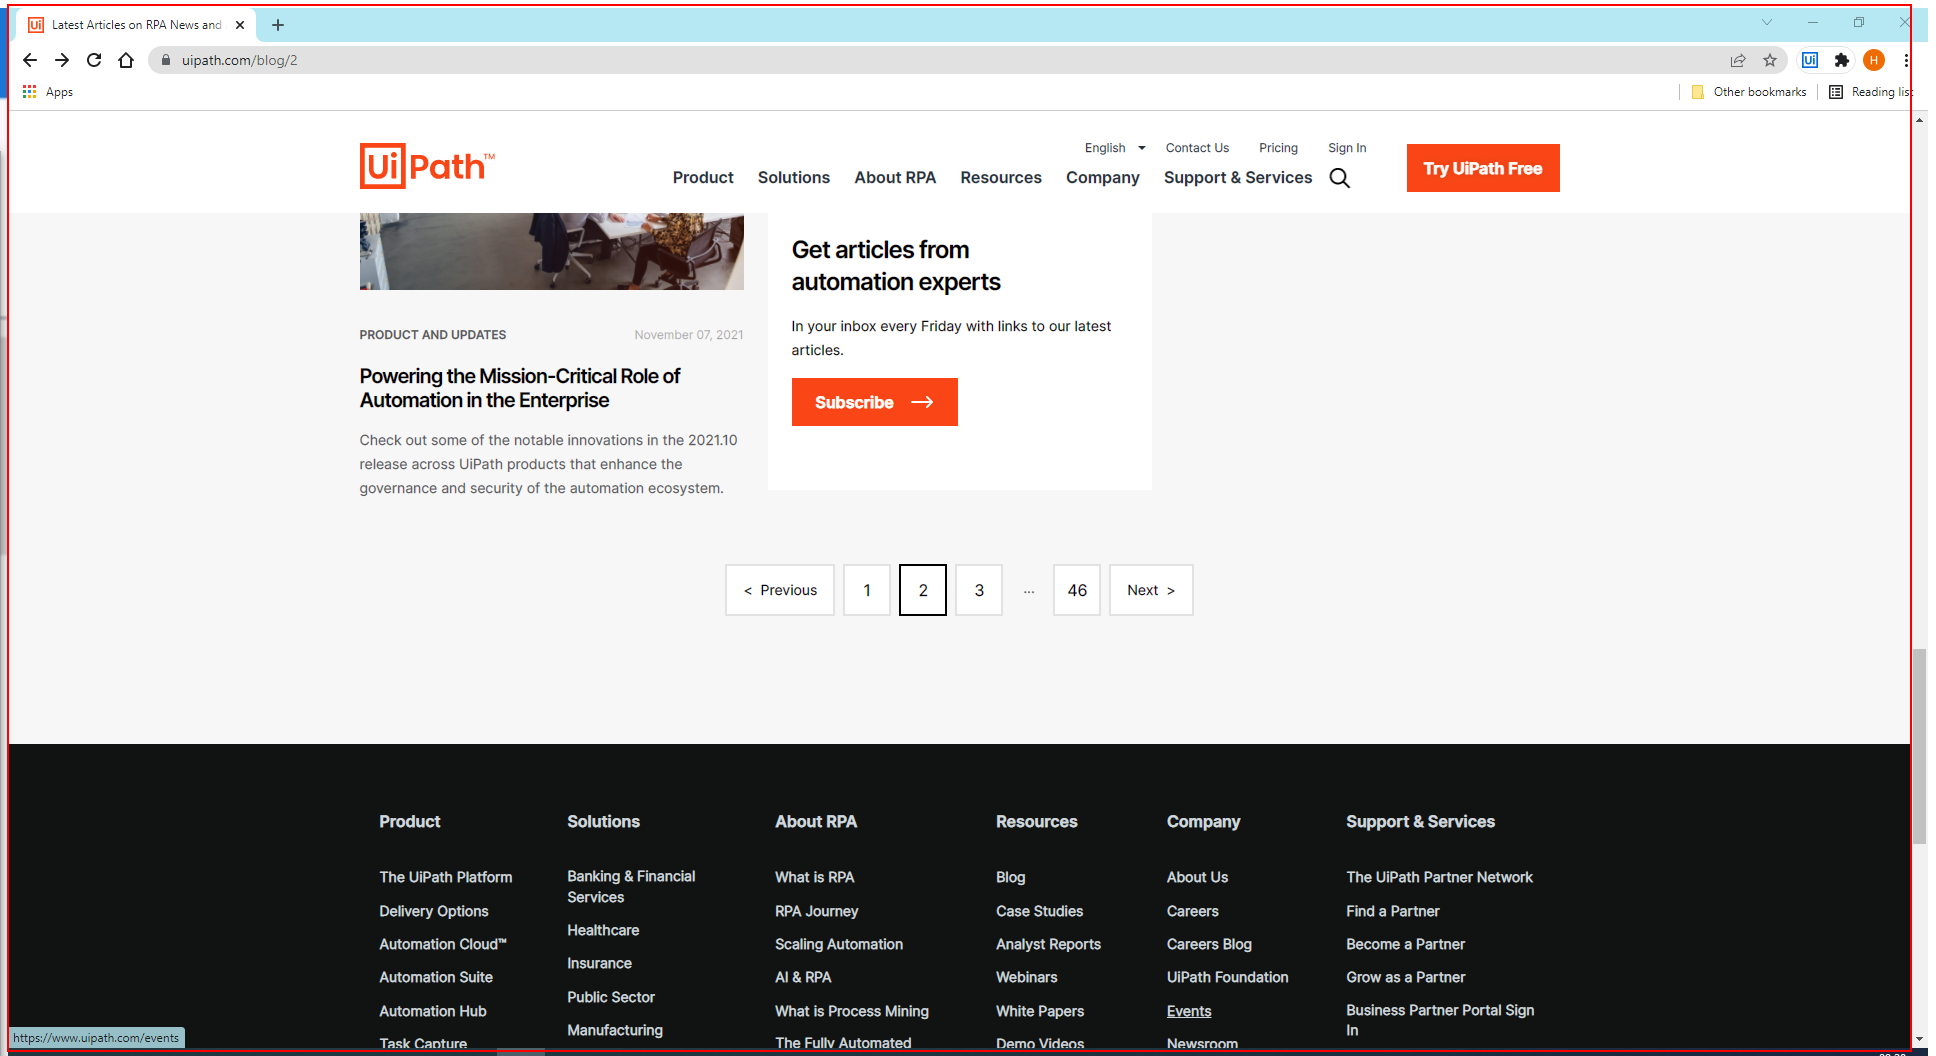 Ui Latest Articles on RPA News and
uipath.com/blog/2
Ui
H
Apps
Other bookmarks
Reading list
English
Contact Us
Pricing
Sign In
UiPath™
Product
Solutions
About RPA
Resources
Company
Support & Services
Try UiPath Free
PRODUCT AND UPDATES
November 07, 2021
Powering the Mission-Critical Role of
Automation in the Enterprise
Check out some of the notable innovations in the 2021.10
release across UiPath products that enhance the
governance and security of the automation ecosystem.
Get articles from
automation experts
In your inbox every Friday with links to our latest
articles.
Subscribe →
< Previous
1
2
3
...
46
Next >
Product
The UiPath Platform
Delivery Options
Automation Cloud™
Automation Suite
Automation Hub
Task Capture
Solutions
Banking & Financial
Services
Healthcare
Insurance
Public Sector
Manufacturing
About RPA
What is RPA
RPA Journey
Scaling Automation
AI & RPA
What is Process Mining
The Fully Automated
Resources
Blog
Case Studies
Analyst Reports
Webinars
White Papers
Demo Videos
Company
About Us
Careers
Careers Blog
UiPath Foundation
Events
Newsroom
Support & Services
The UiPath Partner Network
Find a Partner
Become a Partner
Grow as a Partner
Business Partner Portal Sign
In
https://www.uipath.com/events